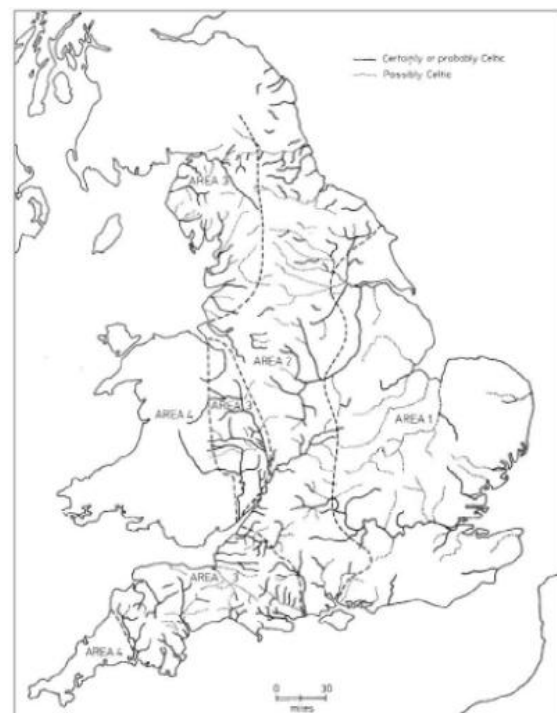 Certainly or probably Celtic
Possibly Celtic
AREA 3
AREA 2
AREA 3
AREA 4
AREA 1
AREA
AREA 4
0 30
miles